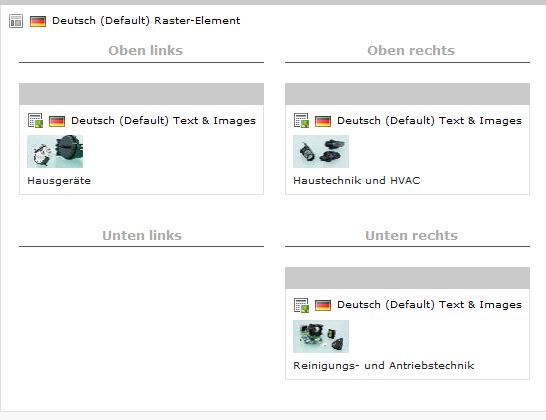 Deutsch (Default) Raster-Element
Oben links
Oben rechts
Deutsch (Default) Text & Images
Hausgeräte
Deutsch (Default) Text & Images
Haustechnik und HVAC
Unten links
Unten rechts
Deutsch (Default) Text & Images
Reinigungs- und Antriebstechnik